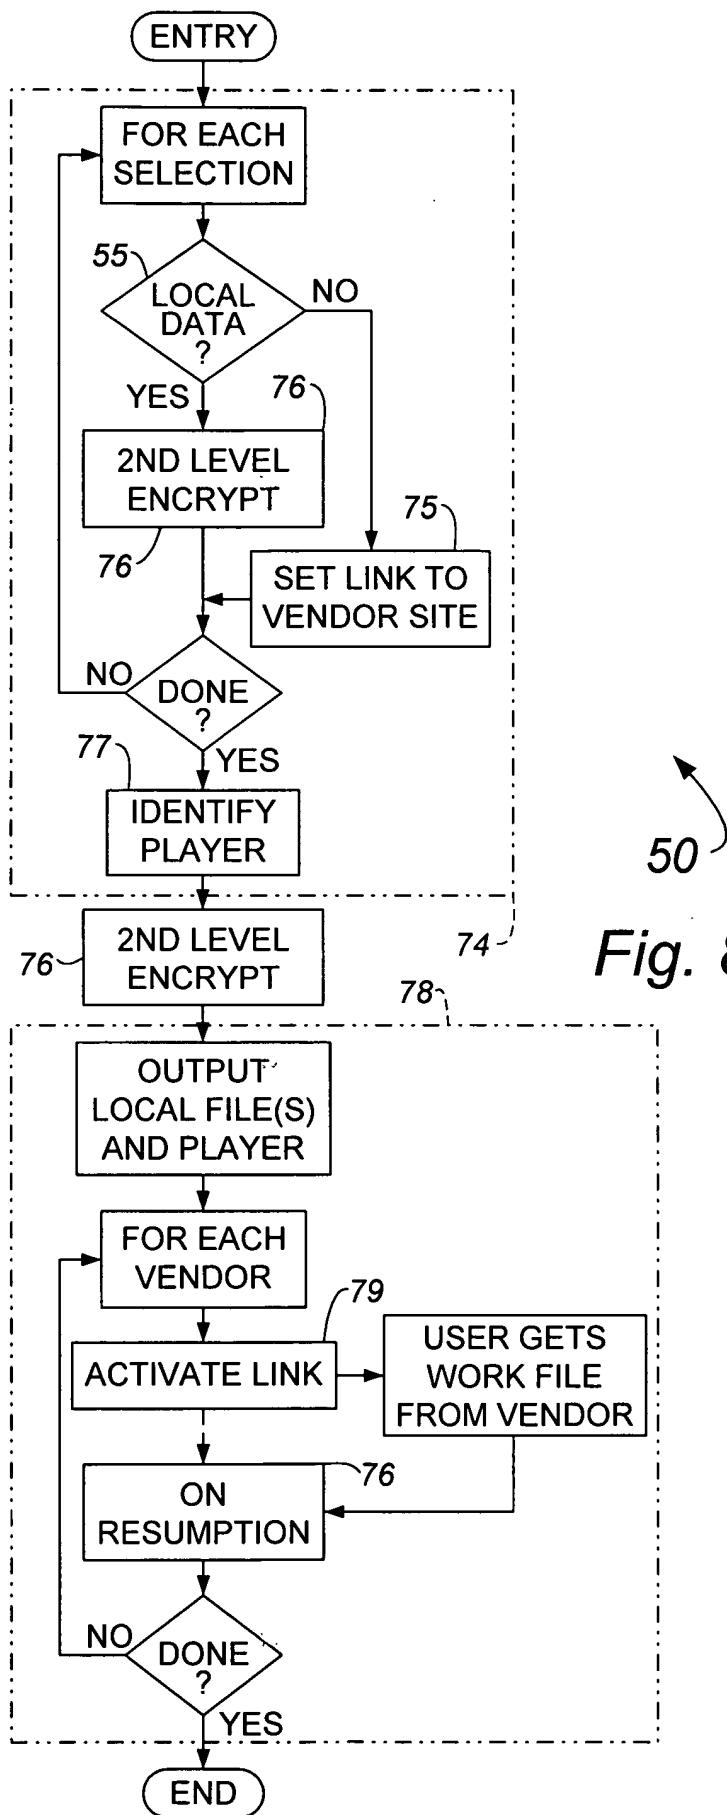 ENTRY
FOR EACH
SELECTION
55
LOCAL
DATA
?
NO
YES
76
2ND LEVEL
ENCRYPT
76
75
SET LINK TO
VENDOR SITE
NO
DONE
?
YES
77
IDENTIFY
PLAYER
50
74
2ND LEVEL
ENCRYPT
76
Fig. 8
78
OUTPUT
LOCAL FILE(S)
AND PLAYER
FOR EACH
VENDOR
79
ACTIVATE LINK
USER GETS
WORK FILE
FROM VENDOR
76
ON
RESUMPTION
NO
DONE
?
YES
END